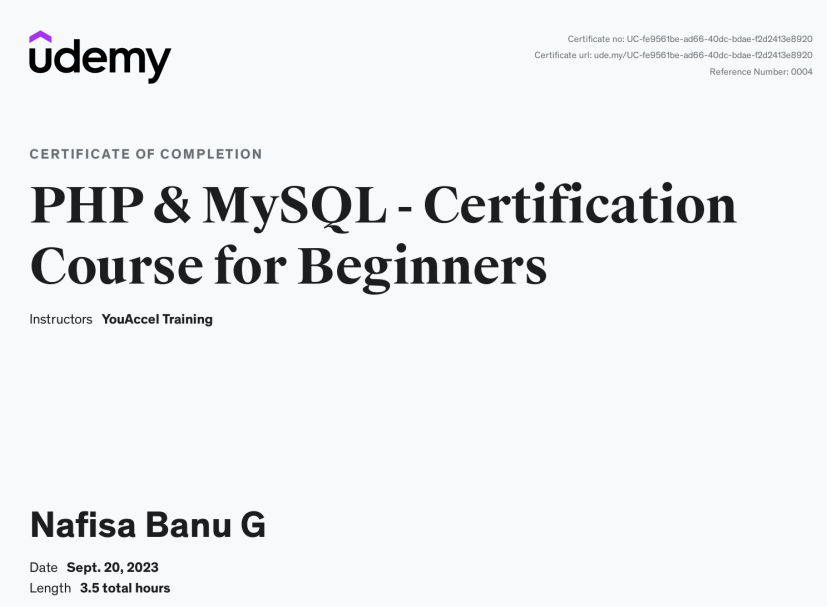 udemy
Certificate no: UC-fe9561be-ad66-40dc-bdae-f2d2413e8920
Certificate url: ude.my/UC-fe9561be-ad66-40dc-bdae-f2d2413e8920
Reference Number: 0004
CERTIFICATE OF COMPLETION
PHP & MySQL - Certification
Course for Beginners
Instructors YouAccel Training
Nafisa Banu G
Date Sept. 20, 2023
Length 3.5 total hours